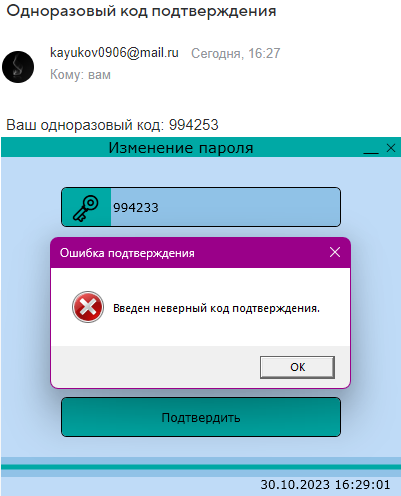 Одноразовый код подтверждения
kayukov0906@mail.ru Сегодня, 16:27
Кому: вам
Ваш одноразовый код: 994253
Изменение пароля
994233
Ошибка подтверждения
Введен неверный код подтверждения.
OK
Подтвердить
30.10.2023 16:29:01